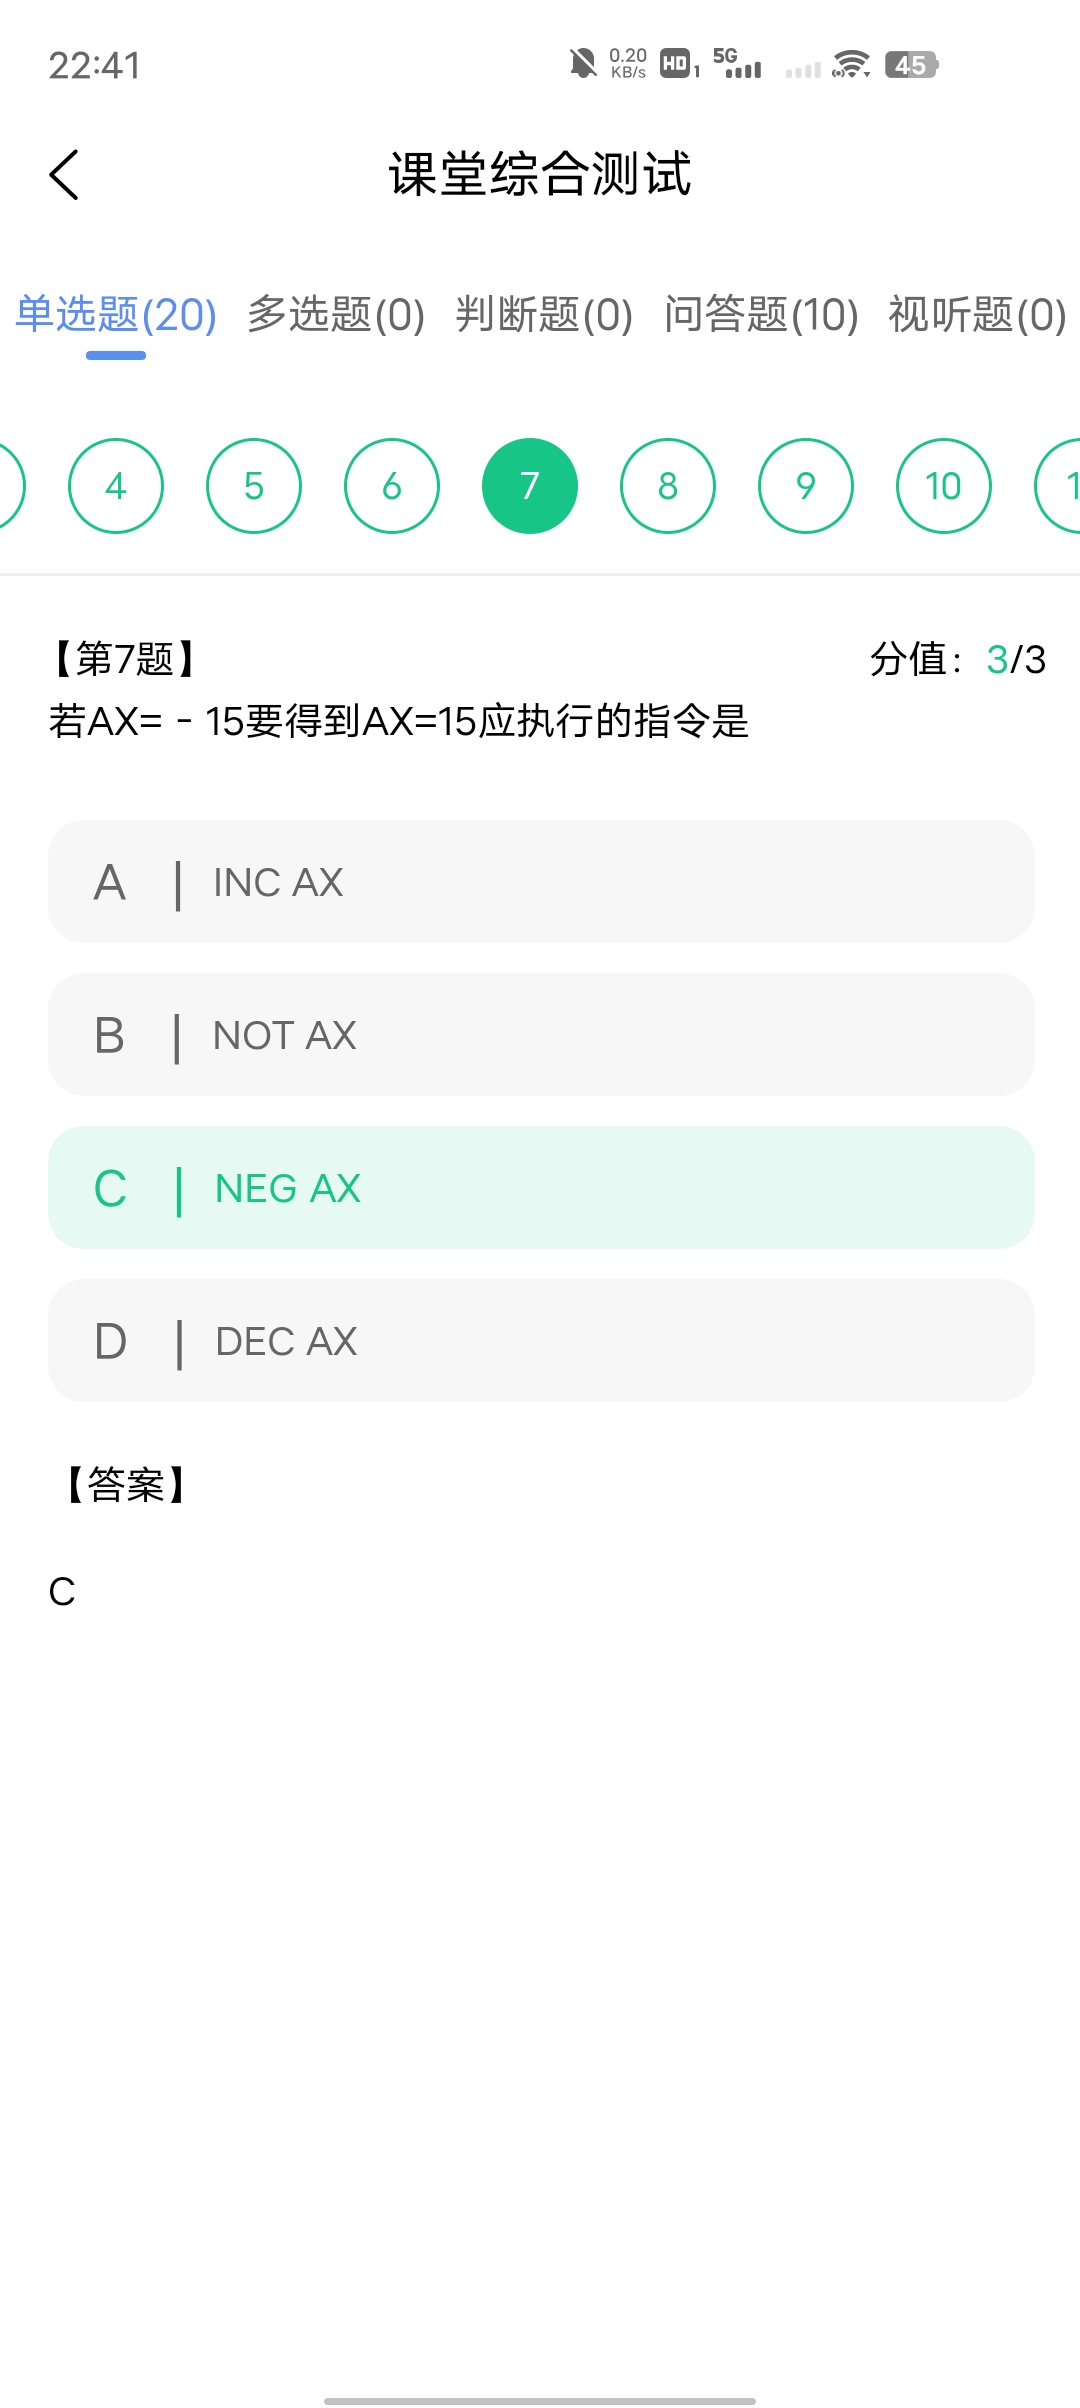 22:41
0.20
KB/s
HD
1
5G
45
课堂综合测试
单选题(20) 多选题(0) 判断题(0) 问答题(10) 视听题(0)
4 5 6 7 8 9 10
【第7题】 分值：3/3
若AX= - 15要得到AX=15应执行的指令是
A | INC AX
B | NOT AX
C | NEG AX
D | DEC AX
【答案】
C